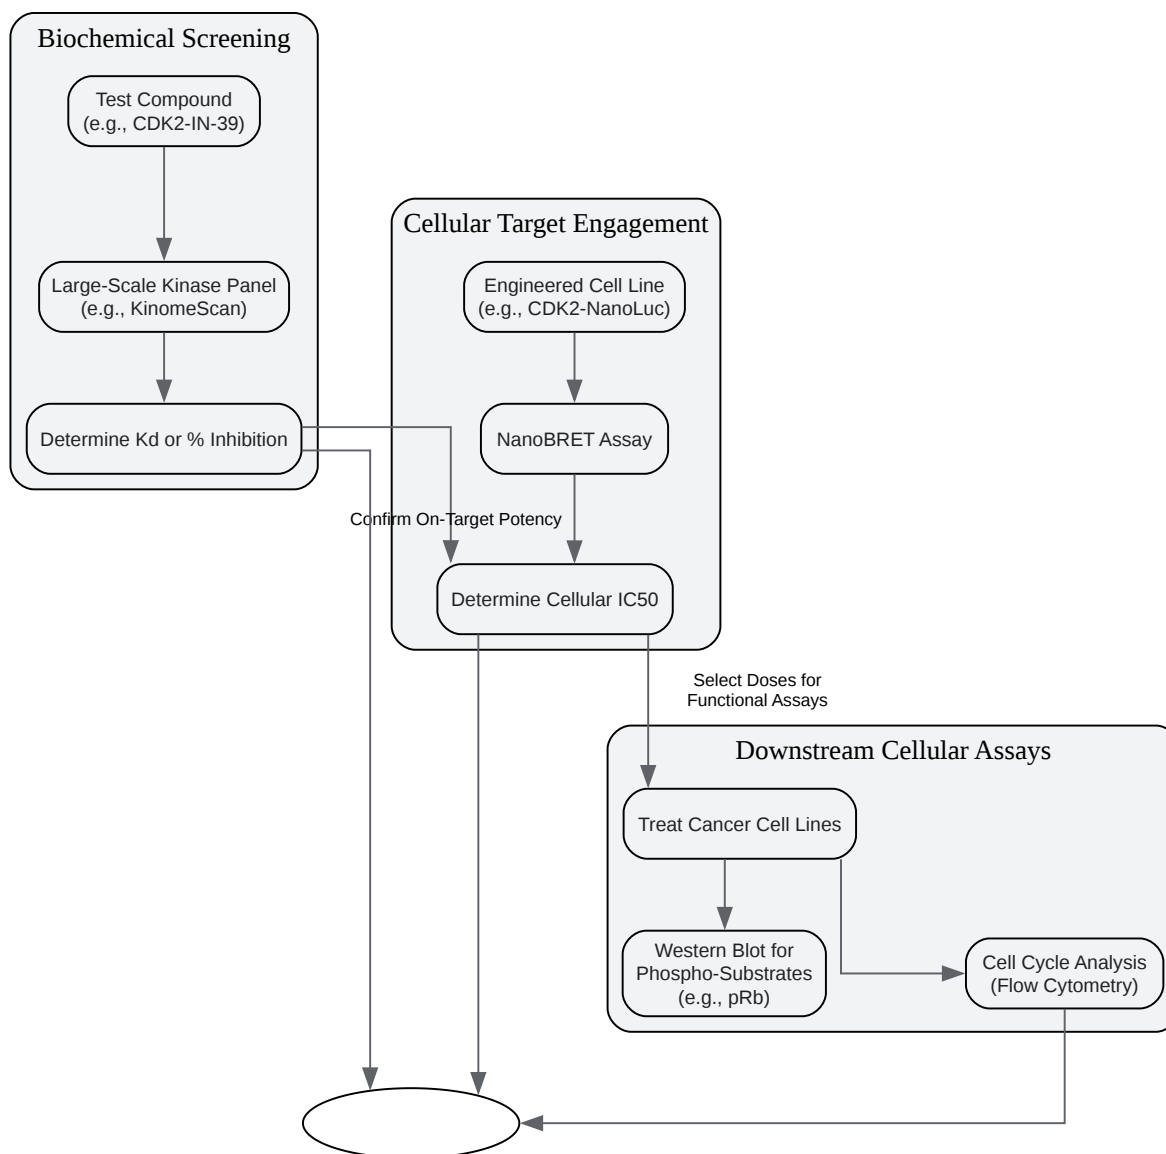 Biochemical Screening
Test Compound
(e.g., CDK2-IN-39)
Large-Scale Kinase Panel
(e.g., KinomeScan)
Determine Kd or % Inhibition
Cellular Target Engagement
Engineered Cell Line
(e.g., CDK2-NanoLuc)
NanoBRET Assay
Confirm On-Target Potency
Determine Cellular IC50
Select Doses for
Functional Assays
Downstream Cellular Assays
Treat Cancer Cell Lines
Western Blot for
Phospho-Substrates
(e.g., pRb)
Cell Cycle Analysis
(Flow Cytometry)